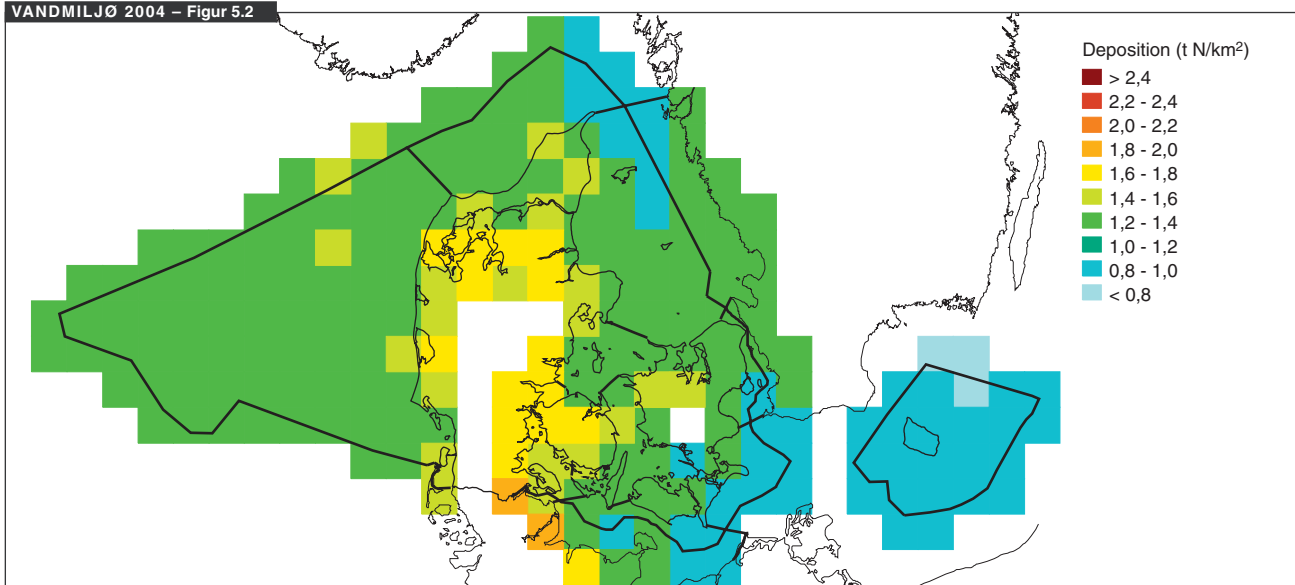 VANDMILJØ 2004 – Figur 5.2
Deposition (t N/km²)
> 2,4
2,2 - 2,4
2,0 - 2,2
1,8 - 2,0
1,6 - 1,8
1,4 - 1,6
1,2 - 1,4
1,0 - 1,2
0,8 - 1,0
< 0,8